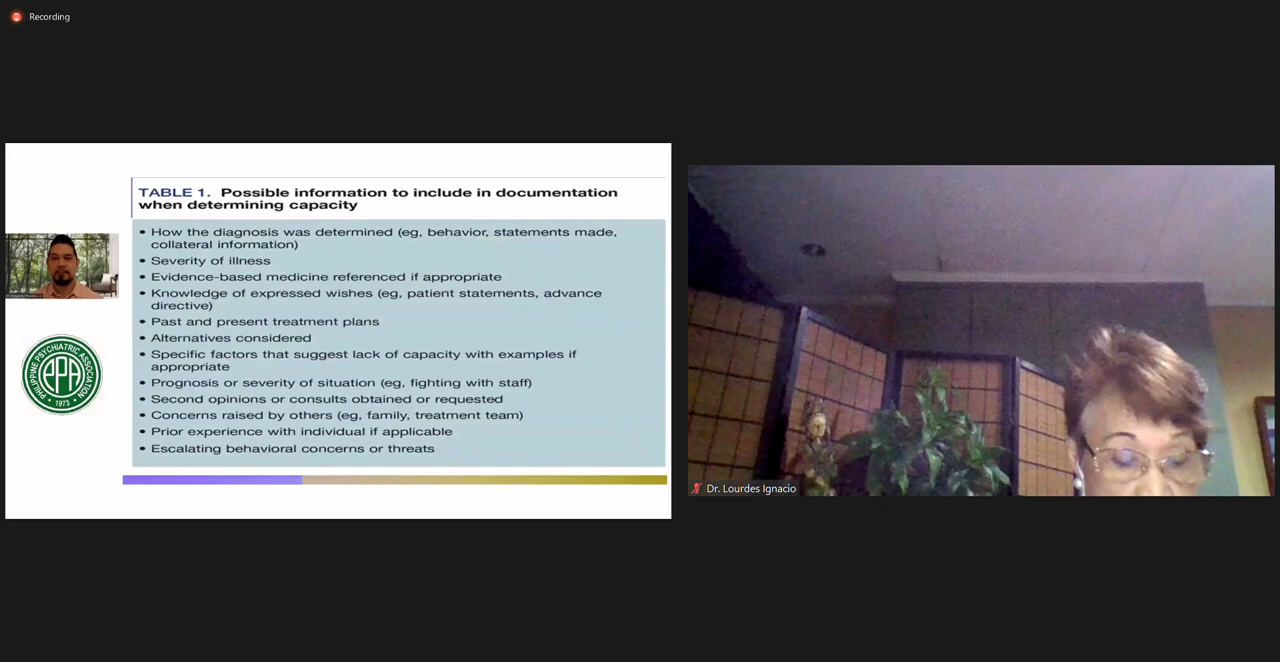 Recording
TABLE 1. Possible information to include in documentation
when determining capacity
• How the diagnosis was determined (eg, behavior, statements made,
collateral information)
• Severity of illness
• Evidence-based medicine referenced if appropriate
• Knowledge of expressed wishes (eg, patient statements, advance
directive)
• Past and present treatment plans
• Alternatives considered
• Specific factors that suggest lack of capacity with examples if
appropriate
• Prognosis or severity of situation (eg, fighting with staff)
• Second opinions or consults obtained or requested
• Concerns raised by others (eg, family, treatment team)
• Prior experience with individual if applicable
• Escalating behavioral concerns or threats
PHILIPPINE PSYCHIATRIC ASSOCIATION
PPA
• 1973 •
Dr. Lourdes Ignacio